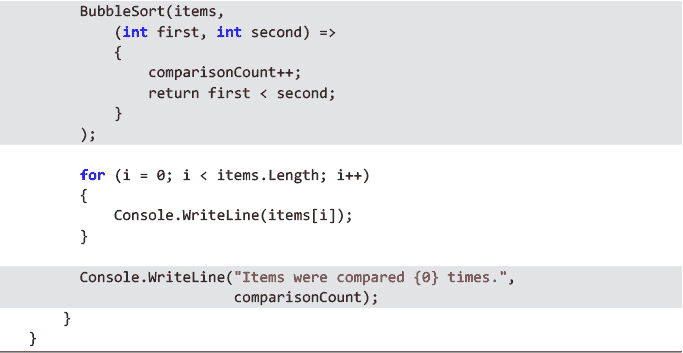 BubbleSort(items,
(int first, int second) =>
{
comparisonCount++;
return first < second;
}
);
for (i = 0; i < items.Length; i++)
{
Console.WriteLine(items[i]);
}
Console.WriteLine("Items were compared {0} times.",
comparisonCount);
}
}